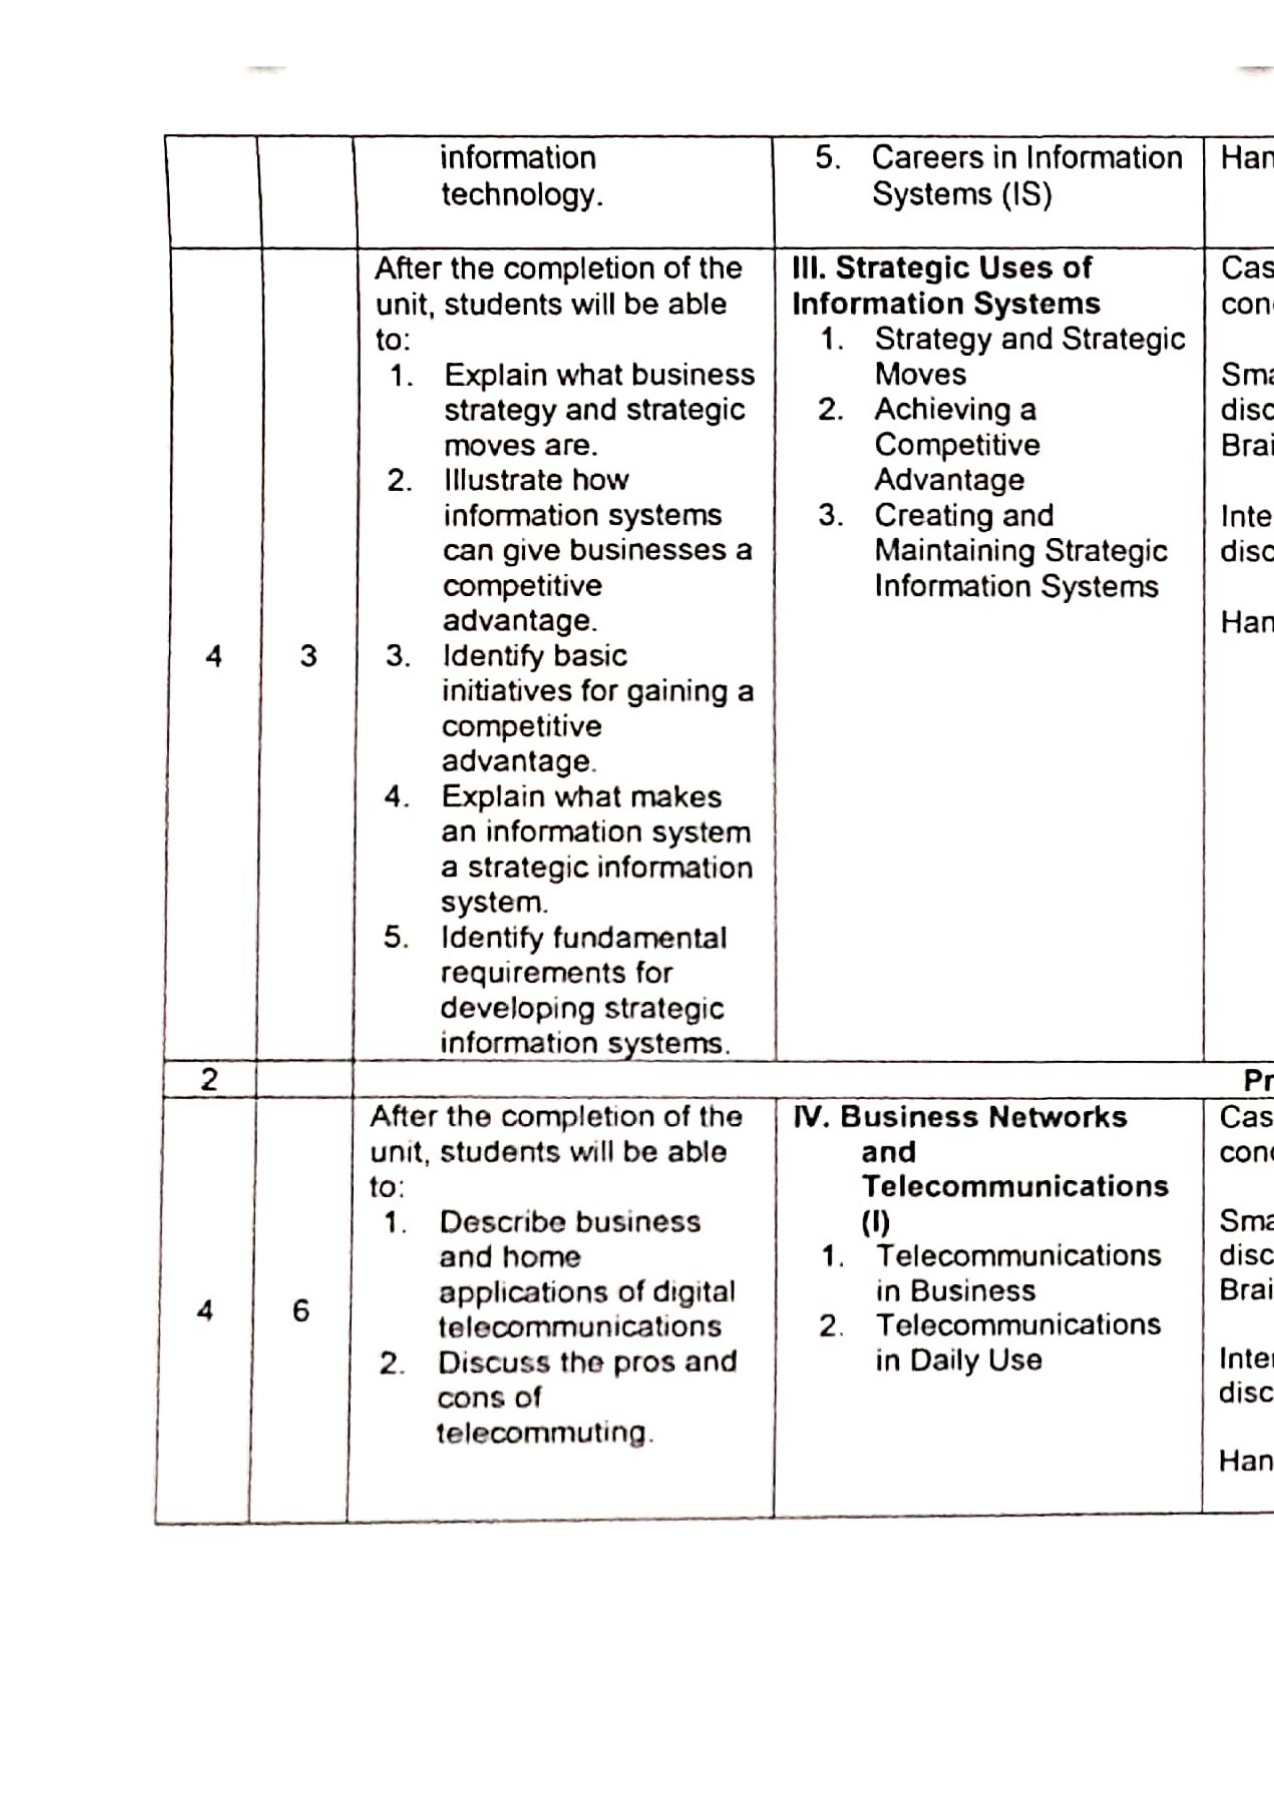 information
technology.
5. Careers in Information
Systems (IS)
Han
4
3
After the completion of the
unit, students will be able
to:
1. Explain what business
strategy and strategic
moves are.
2. Illustrate how
information systems
can give businesses a
competitive
advantage.
3. Identify basic
initiatives for gaining a
competitive
advantage.
4. Explain what makes
an information system
a strategic information
system.
5. Identify fundamental
requirements for
developing strategic
information systems.
III. Strategic Uses of
Information Systems
1. Strategy and Strategic
Moves
2. Achieving a
Competitive
Advantage
3. Creating and
Maintaining Strategic
Information Systems
Cas
con
Sma
disc
Brai
Inte
disc
Han
2
Pr
4
6
After the completion of the
unit, students will be able
to:
1. Describe business
and home
applications of digital
telecommunications
2. Discuss the pros and
cons of
telecommuting.
IV. Business Networks
and
Telecommunications
(I)
1. Telecommunications
in Business
2. Telecommunications
in Daily Use
Cas
con
Sma
disc
Brai
Inter
disc
Han